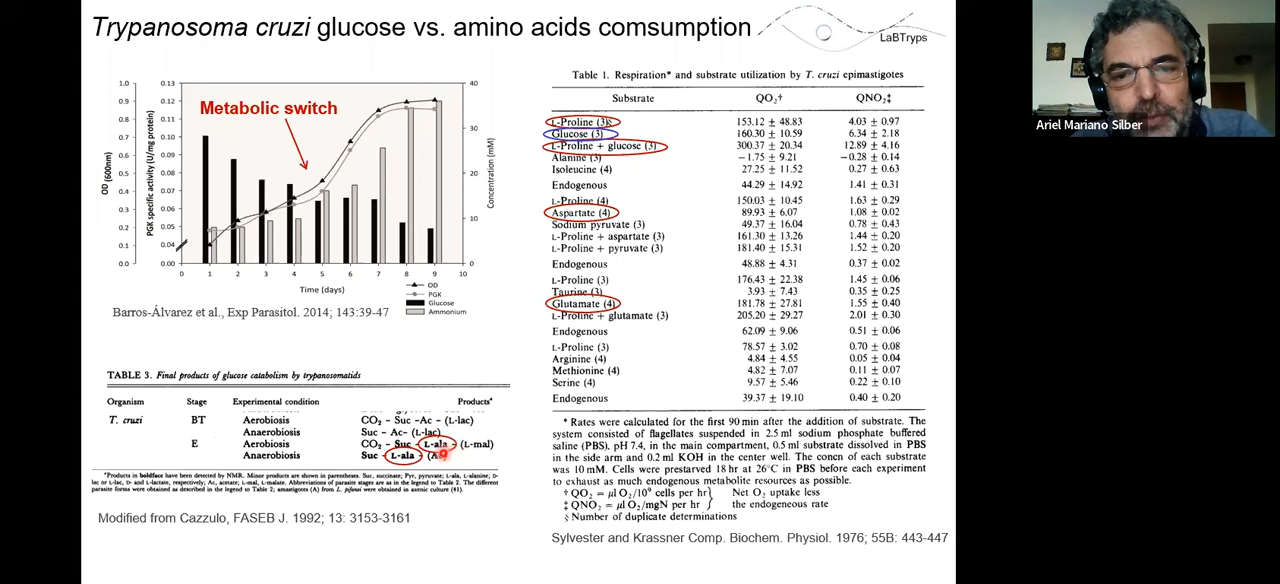 Trypanosoma cruzi glucose vs. amino acids comsumption
LaBTryps
Ariel Mariano Silber
Metabolic switch
OD (600nm)
1.0
0.9
0.8
0.7
0.6
0.5
0.4
0.3
0.2
0.1
0.0
PGK specific activity (U/mg protein)
0.13
0.12
0.11
0.10
0.09
0.08
0.07
0.06
0.05
0.04
0.00
Concentration (mM)
40
30
20
10
0
0 1 2 3 4 5 6 7 8 9 10
Time (days)
OD
PGK
Glucose
Ammonium
Barros-Álvarez et al., Exp Parasitol. 2014; 143:39-47
TABLE 3. Final products of glucose catabolism by trypanosomatids
Organism Stage Experimental condition Products^a
T. cruzi BT Aerobiosis CO2 – Suc -Ac - (L-lac)
Anaerobiosis Suc – Ac- (L-lac)
E Aerobiosis CO2 – Suc - L-ala - (L-mal)
Anaerobiosis Suc - L-ala -
^aProducts in boldface have been detected by NMR. Minor products are shown in parentheses. Suc, succinate; Pyr, pyruvate; L-ala, L-alanine; D-
lac or L-lac, D- and L-lactate, respectively; Ac, acetate; L-mal, L-malate. Abbreviations of parasite stages are as in the legend to Table 2. The different
parasite forms were obtained as described in the legend to Table 2; amastigotes (A) from L. pifanoi were obtained in axenic culture (41).
Modified from Cazzulo, FASEB J. 1992; 13: 3153-3161
Table 1. Respiration* and substrate utilization by T. cruzi epimastigotes
Substrate QO2† QNO2‡
L-Proline (3)§ 153.12 ± 48.83 4.03 ± 0.97
Glucose (3) 160.30 ± 10.59 6.34 ± 2.18
L-Proline + glucose (3) 300.37 ± 20.34 12.89 ± 4.16
Alanine (3) −1.75 ± 9.21 −0.28 ± 0.14
Isoleucine (4) 27.25 ± 11.52 0.27 ± 0.63
Endogenous 44.29 ± 14.92 1.41 ± 0.31
L-Proline (4) 150.03 ± 10.45 1.63 ± 0.29
Aspartate (4) 89.93 ± 6.07 1.08 ± 0.02
Sodium pyruvate (3) 49.37 ± 16.04 0.78 ± 0.43
L-Proline + aspartate (3) 161.30 ± 13.26 1.44 ± 0.20
L-Proline + pyruvate (3) 181.40 ± 15.31 1.52 ± 0.20
Endogenous 48.88 ± 4.31 0.37 ± 0.02
L-Proline (3) 176.43 ± 22.38 1.45 ± 0.06
Taurine (3) 3.93 ± 7.43 0.35 ± 0.25
Glutamate (4) 181.78 ± 27.81 1.55 ± 0.40
L-Proline + glutamate (3) 205.20 ± 29.27 2.01 ± 0.30
Endogenous 62.09 ± 9.06 0.51 ± 0.06
L-Proline (3) 78.57 ± 3.02 0.70 ± 0.08
Arginine (4) 4.84 ± 4.55 0.05 ± 0.04
Methionine (4) 4.82 ± 7.07 0.11 ± 0.07
Serine (4) 9.57 ± 5.46 0.22 ± 0.10
Endogenous 39.37 ± 19.10 0.40 ± 0.20
* Rates were calculated for the first 90 min after the addition of substrate. The
system consisted of flagellates suspended in 2.5 ml sodium phosphate buffered
saline (PBS), pH 7.4, in the main compartment, 0.5 ml substrate dissolved in PBS
in the side arm and 0.2 ml KOH in the center well. The concn of each substrate
was 10 mM. Cells were prestarved 18 hr at 26°C in PBS before each experiment
to exhaust as much endogenous metabolite resources as possible.
† QO2 = μl O2/10^9 cells per hr } Net O2 uptake less
‡ QNO2 = μl O2/mgN per hr } the endogeneous rate
§ Number of duplicate determinations
Sylvester and Krassner Comp. Biochem. Physiol. 1976; 55B: 443-447